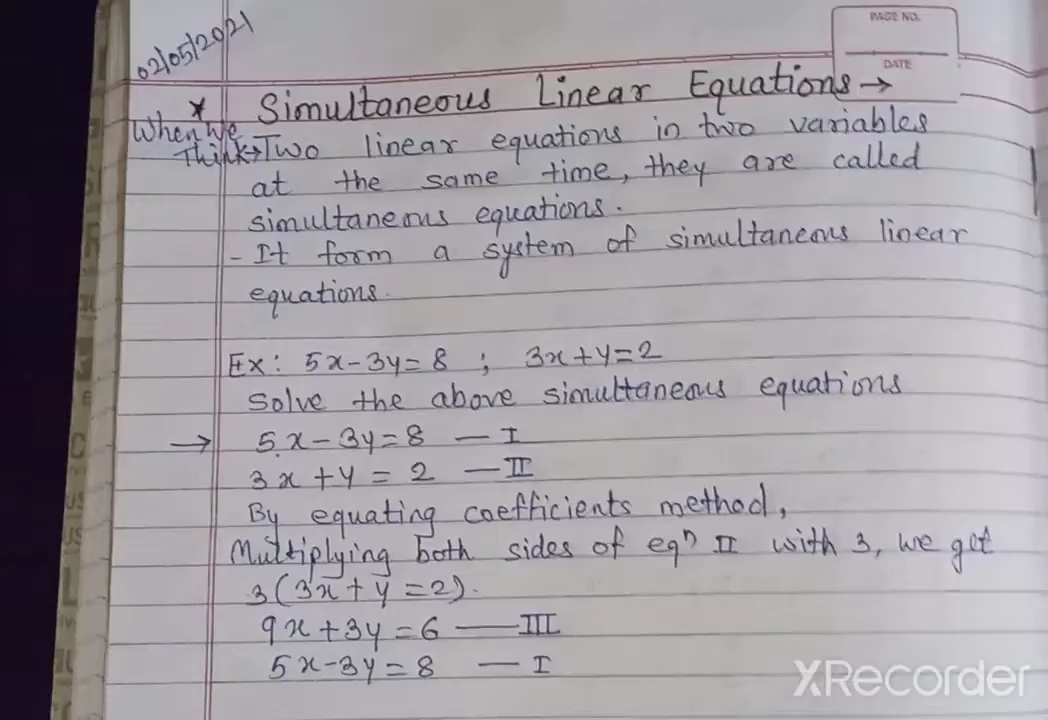 02/05/2021
PAGE NO.
DATE
* Simultaneous Linear Equations →
When we
Think→ Two linear equations in two variables
at the same time, they are called
simultaneous equations.
- It form a system of simultaneous linear
equations.
Ex: 5x-3y=8 ; 3x+y=2
Solve the above simultaneous equations
→ 5x-3y=8 — I
3x+y = 2 — II
By equating coefficients method,
Multiplying both sides of eqⁿ II with 3, we get
3(3x+y=2).
9x+3y=6 — III
5x-3y=8 — I
XRecorder